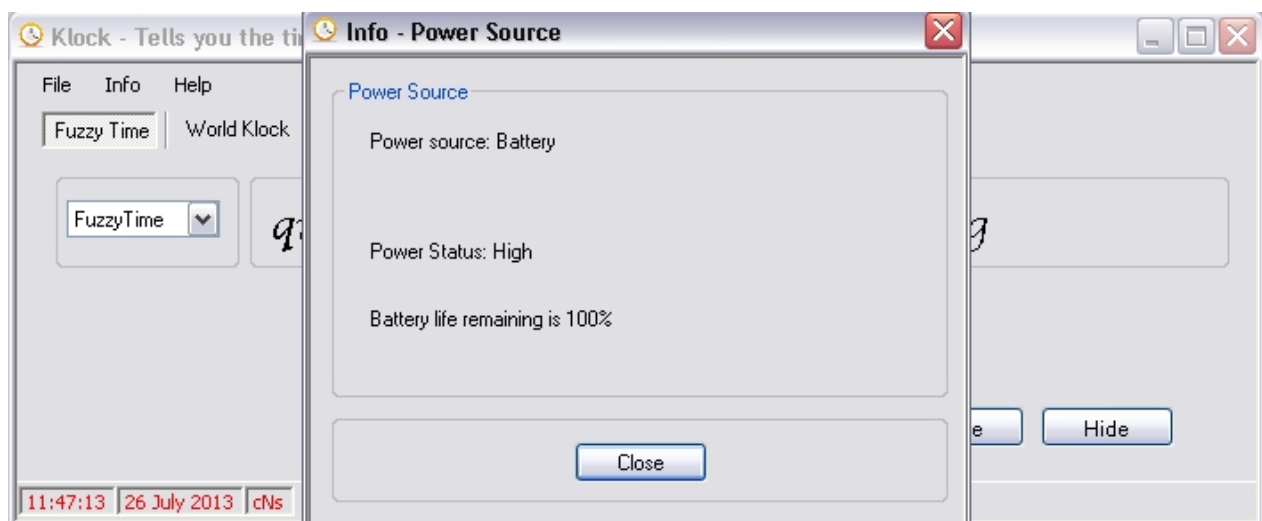 Klock - Tells you the
Info - Power Source
File Info Help
Fuzzy Time World Klock
Power Source
Power source: Battery
FuzzyTime
Power Status: High
Battery life remaining is 100%
Hide
Close
11:47:13 26 July 2013 cNs